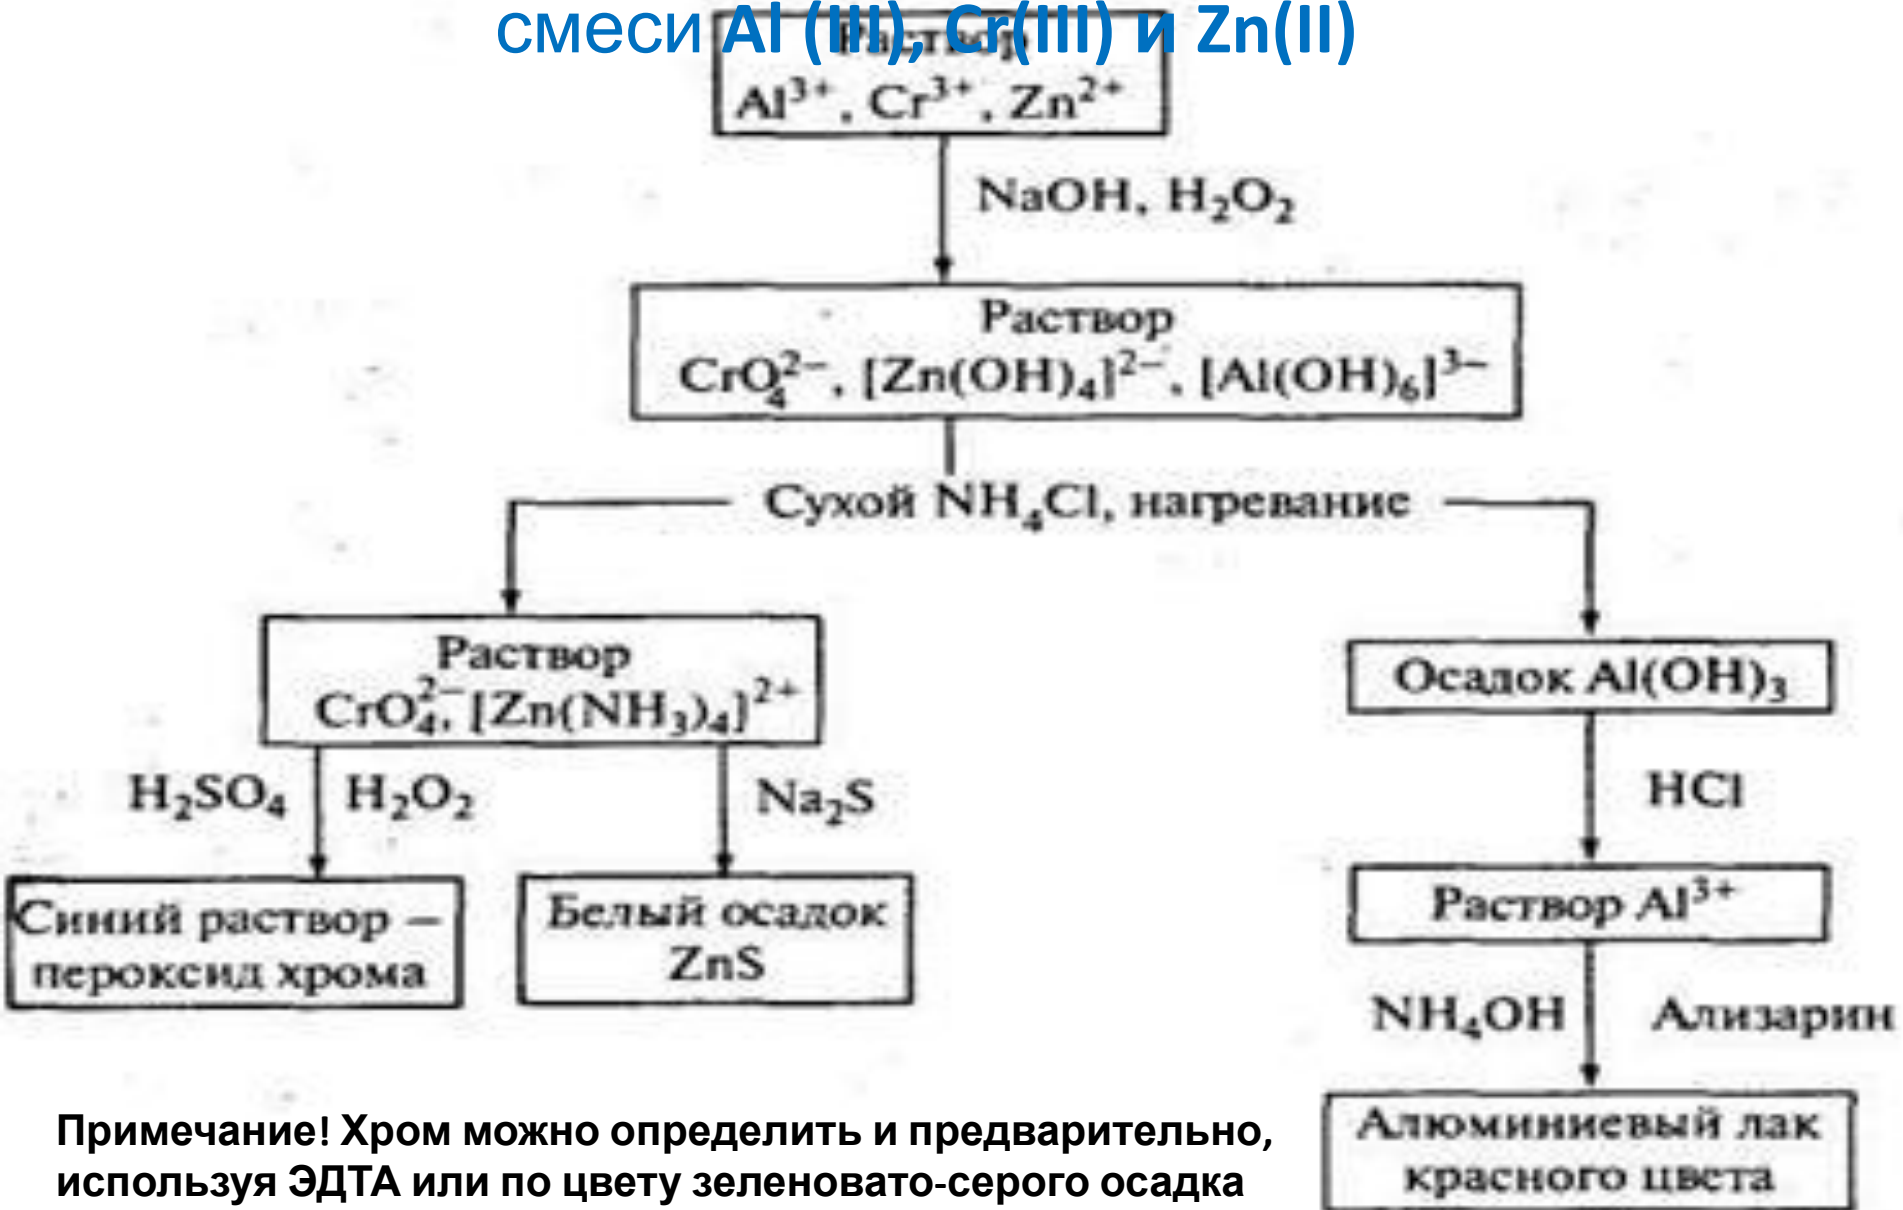 смеси Al (III), Cr(III) и Zn(II)
Раствор
Al³⁺, Cr³⁺, Zn²⁺
NaOH, H₂O₂
Раствор
CrO₄²⁻, [Zn(OH)₄]²⁻, [Al(OH)₆]³⁻
Сухой NH₄Cl, нагревание
Раствор
CrO₄²⁻, [Zn(NH₃)₄]²⁺
Осадок Al(OH)₃
H₂SO₄ H₂O₂
Na₂S
HCl
Синий раствор –
пероксид хрома
Белый осадок
ZnS
Раствор Al³⁺
NH₄OH Ализарин
Алюминиевый лак
красного цвета
Примечание! Хром можно определить и предварительно,
используя ЭДТА или по цвету зеленовато-серого осадка